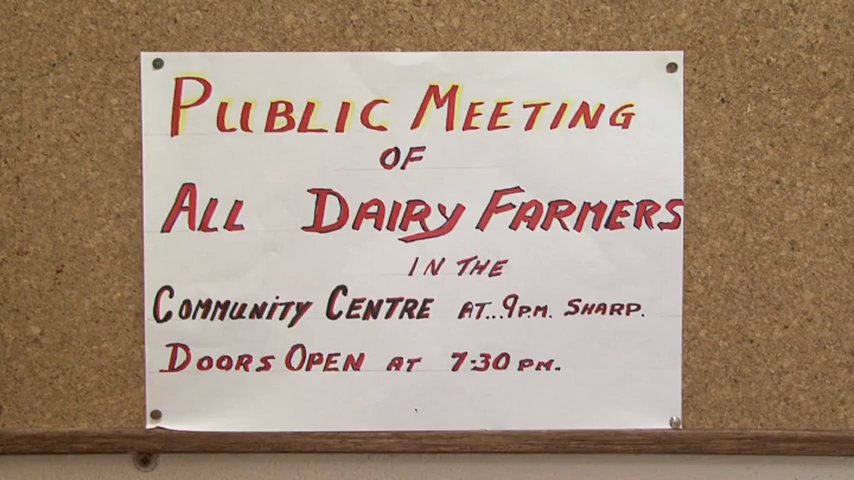 PUBLIC MEETING
OF
ALL DAIRY FARMERS
IN THE
COMMUNITY CENTRE AT...9P.M. SHARP.
DOORS OPEN AT 7:30 PM.